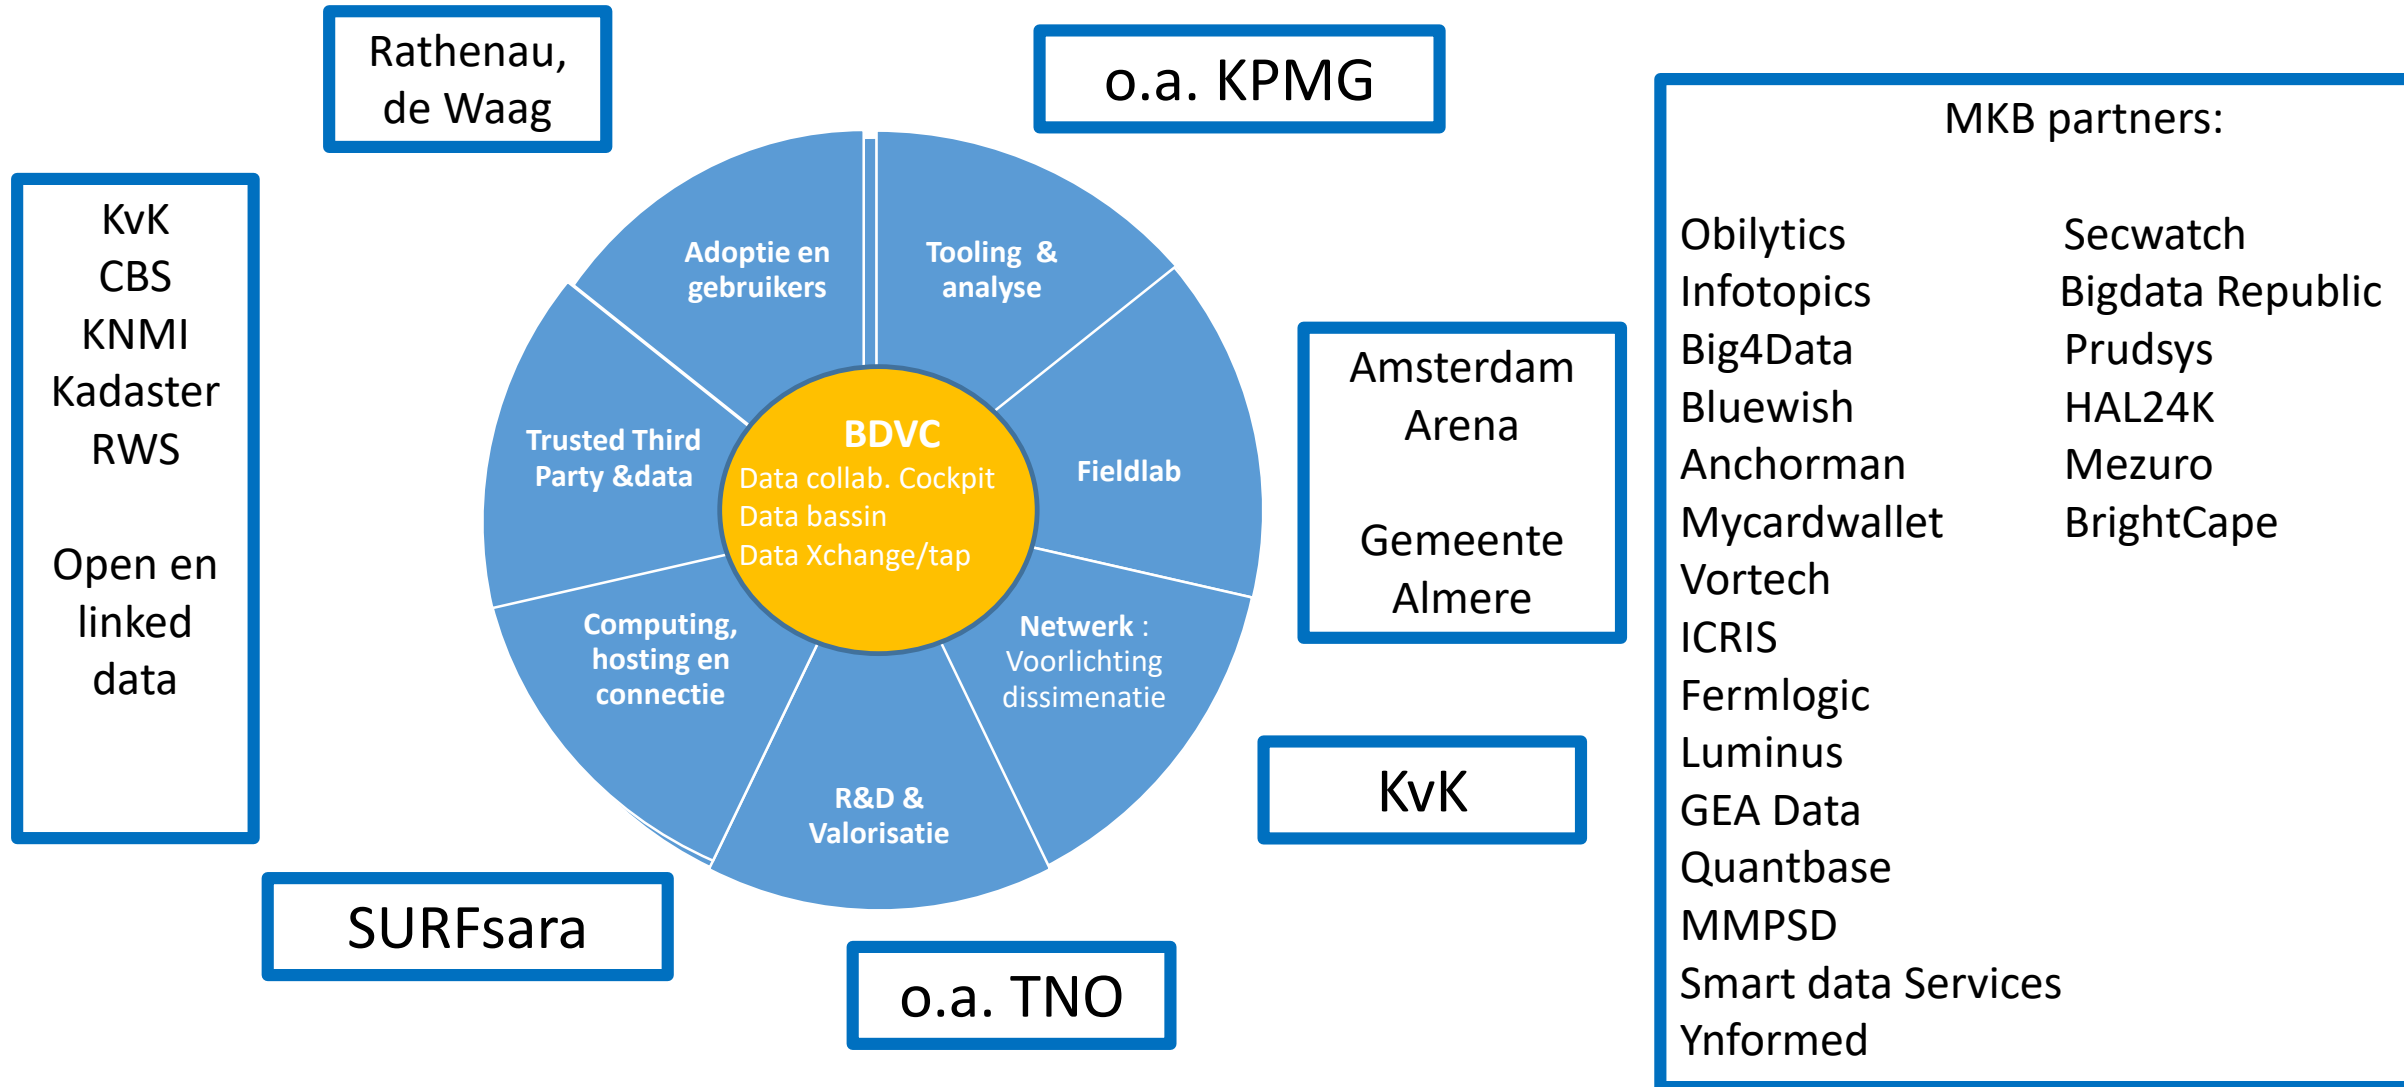 Rathenau,
de Waag
o.a. KPMG
KvK
CBS
KNMI
Kadaster
RWS
Open en
linked
data
Adoptie en
gebruikers
Tooling &
analyse
Trusted Third
Party &data
BDVC
Data collab. Cockpit
Data bassin
Data Xchange/tap
Fieldlab
Computing,
hosting en
connectie
Netwerk :
Voorlichting
dissimenatie
R&D &
Valorisatie
Amsterdam
Arena
Gemeente
Almere
KvK
SURFsara
o.a. TNO
MKB partners:
Obilytics
Infotopics
Big4Data
Bluewish
Anchorman
Mycardwallet
Vortech
ICRIS
Fermlogic
Luminus
GEA Data
Quantbase
MMPSD
Smart data Services
Ynformed
Secwatch
Bigdata Republic
Prudsys
HAL24K
Mezuro
BrightCape